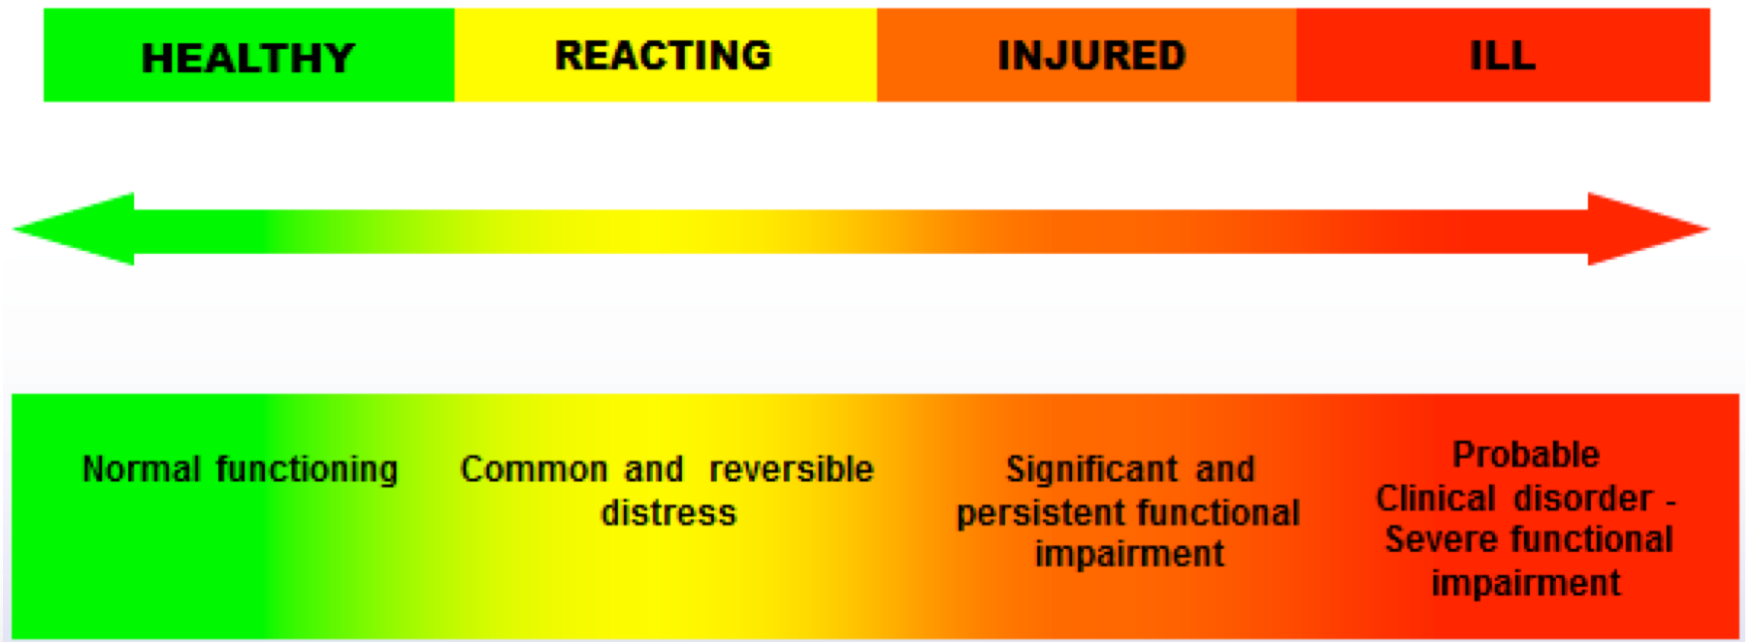 HEALTHY
REACTING
INJURED
ILL
Normal functioning
Common and reversible
distress
Significant and
persistent functional
impairment
Probable
Clinical disorder -
Severe functional
impairment